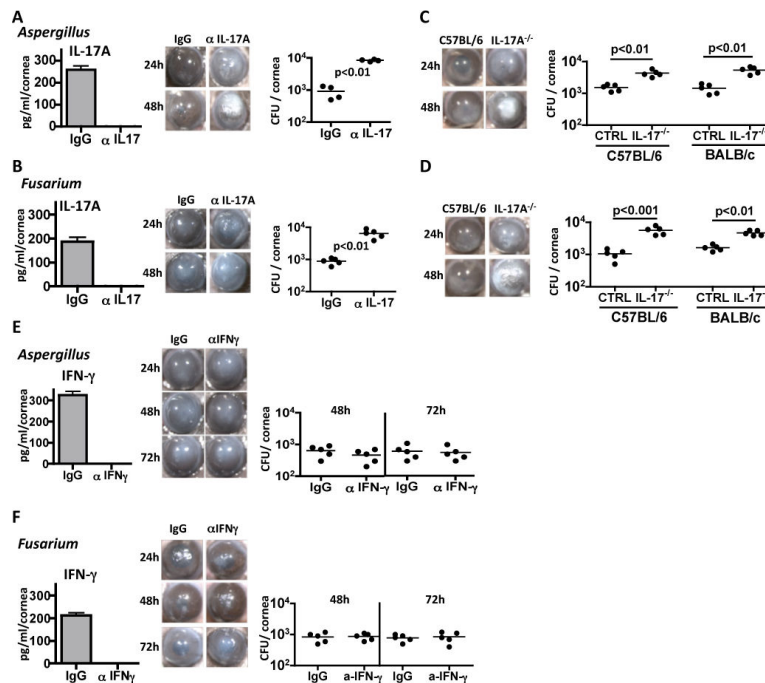 A
Aspergillus
IL-17A
pg/ml/cornea
300
200
100
0
IgG
α IL17
IgG
α IL-17A
24h
48h
CFU / cornea
10⁴
10³
10²
p<0.01
IgG
α IL-17
B
Fusarium
IL-17A
pg/ml/cornea
300
200
100
0
IgG
α IL17
IgG
α IL-17A
24h
48h
CFU / cornea
10⁴
10³
10²
p<0.01
IgG
α IL-17
C
C57BL/6
IL-17A⁻/⁻
24h
48h
CFU / cornea
10⁴
10²
p<0.01
p<0.01
CTRL
IL-17⁻/⁻
CTRL
IL-17⁻/⁻
C57BL/6
BALB/c
D
C57BL/6
IL-17A⁻/⁻
24h
48h
CFU / cornea
10⁴
10³
10²
p<0.001
p<0.01
CTRL
IL-17⁻/⁻
CTRL
C57BL/6
BALB/c
E
Aspergillus
IFN-γ
pg/ml/cornea
300
200
100
0
IgG
αIFNγ
IgG
αIFNγ
24h
48h
72h
48h
72h
CFU/ cornea
10⁴
10³
10²
IgG
α IFN-γ
IgG
α IFN-γ
F
Fusarium
IFN-γ
pg/ml/cornea
300
200
100
0
IgG
α IFNγ
IgG
αIFNγ
24h
48h
72h
48h
72h
CFU/ cornea
10⁴
10³
10²
IgG
a-IFN-γ
IgG
a-IFN-γ